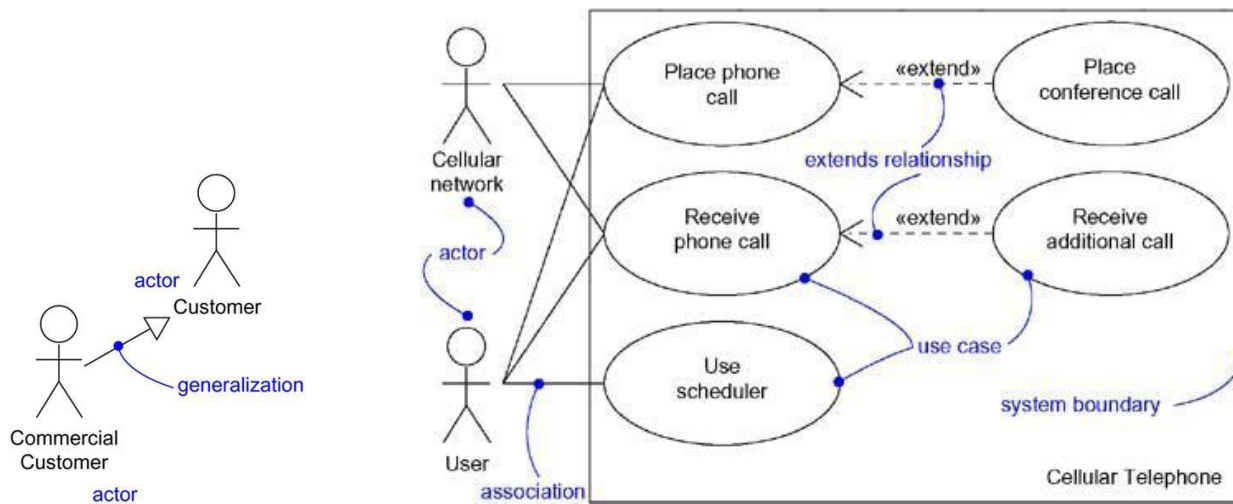 actor
Customer
generalization
Commercial
Customer
actor
Cellular
network
actor
User
association
Place phone
call
«extend»
Place
conference call
extends relationship
Receive
phone call
«extend»
Receive
additional call
use case
Use
scheduler
system boundary
Cellular Telephone